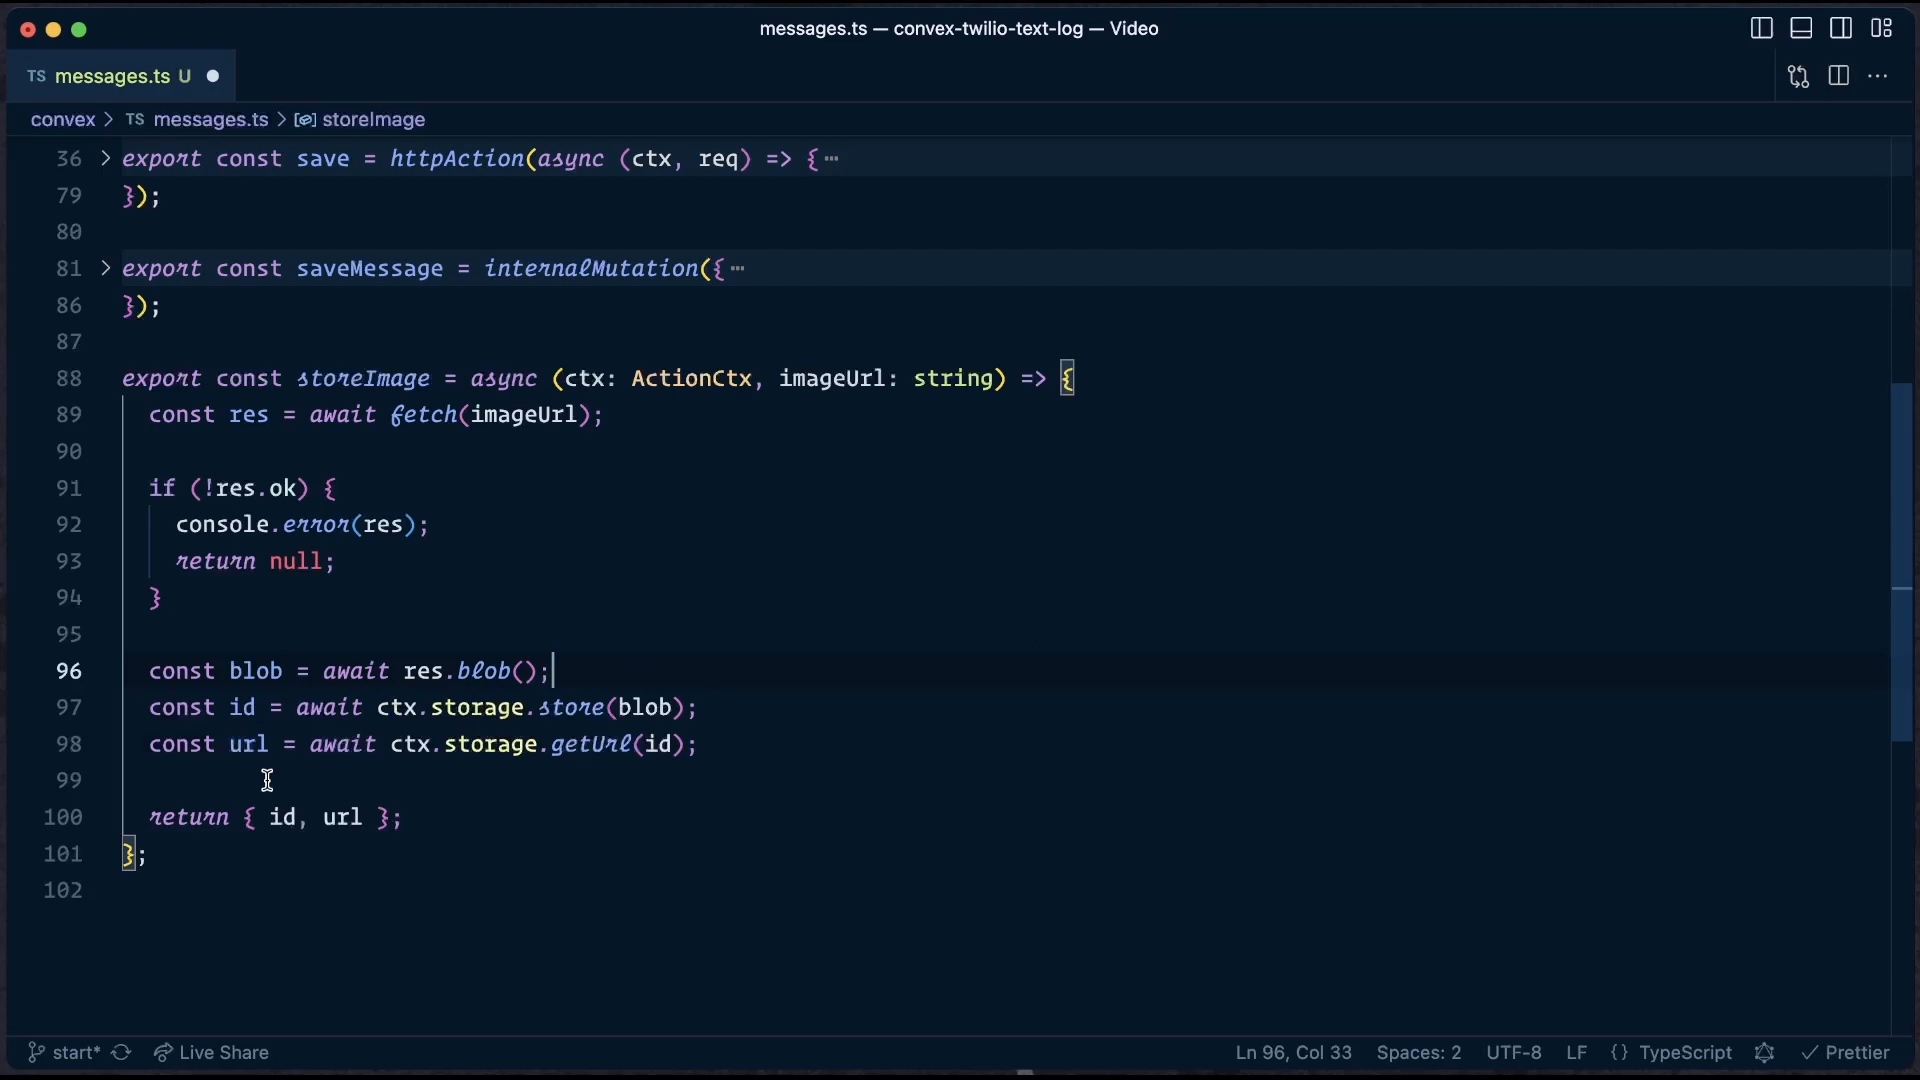 messages.ts — convex-twilio-text-log — Video
TS messages.ts U
convex > TS messages.ts > storeImage
36 > export const save = httpAction(async (ctx, req) => {⋯
79 });
80
81 > export const saveMessage = internalMutation({⋯
86 });
87
88 export const storeImage = async (ctx: ActionCtx, imageUrl: string) => {
89 const res = await fetch(imageUrl);
90
91 if (!res.ok) {
92 console.error(res);
93 return null;
94 }
95
96 const blob = await res.blob();
97 const id = await ctx.storage.store(blob);
98 const url = await ctx.storage.getUrl(id);
99
100 return { id, url };
101 };
102
start* Live Share Ln 96, Col 33 Spaces: 2 UTF-8 LF {} TypeScript ✓ Prettier